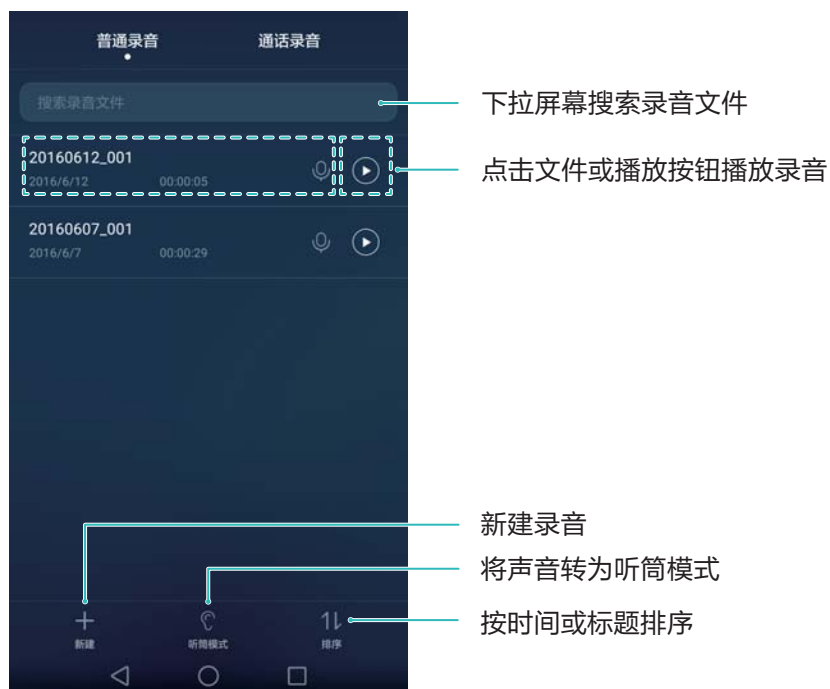 普通录音 通话录音
搜索录音文件
下拉屏幕搜索录音文件
20160612_001
2016/6/12 00:00:05
点击文件或播放按钮播放录音
20160607_001
2016/6/7 00:00:29
新建录音
将声音转为听筒模式
按时间或标题排序
新建 听筒模式 排序